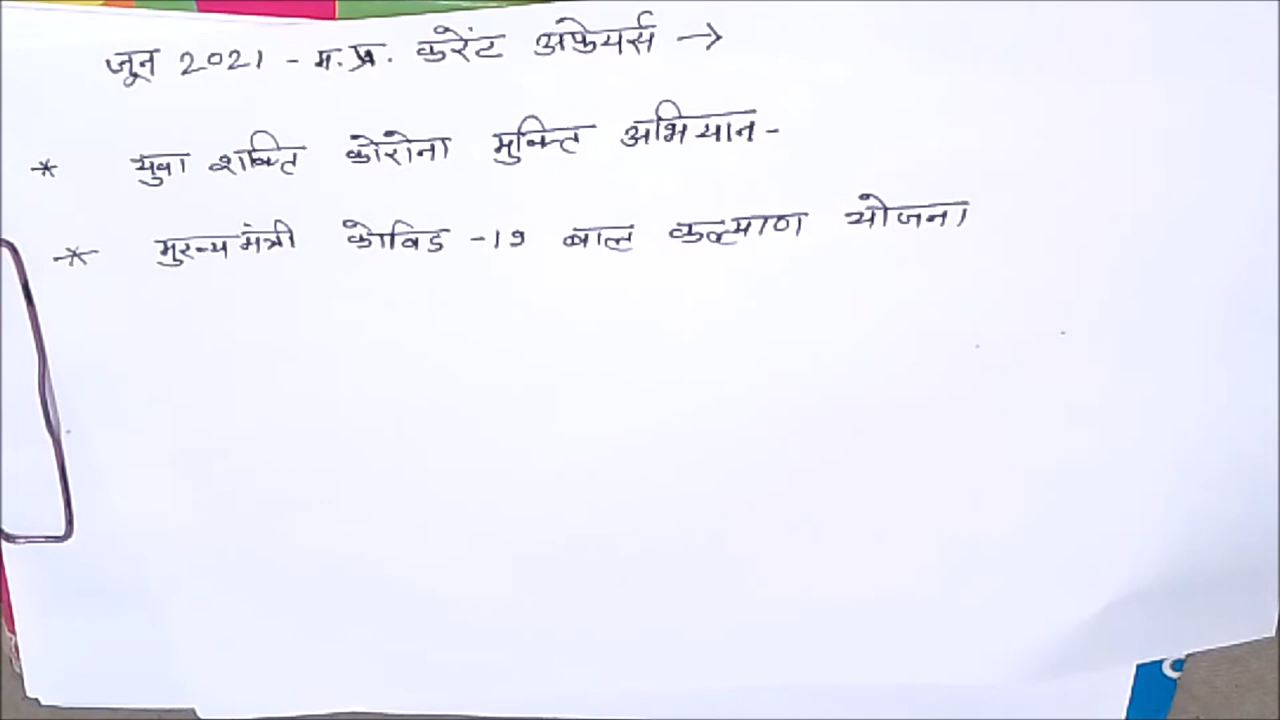 जून 2021 - म.प्र. करेंट अफेयर्स →
* युवा शक्ति कोरोना मुक्ति अभियान -
* मुख्यमंत्री कोविड -19 बाल कल्याण योजना